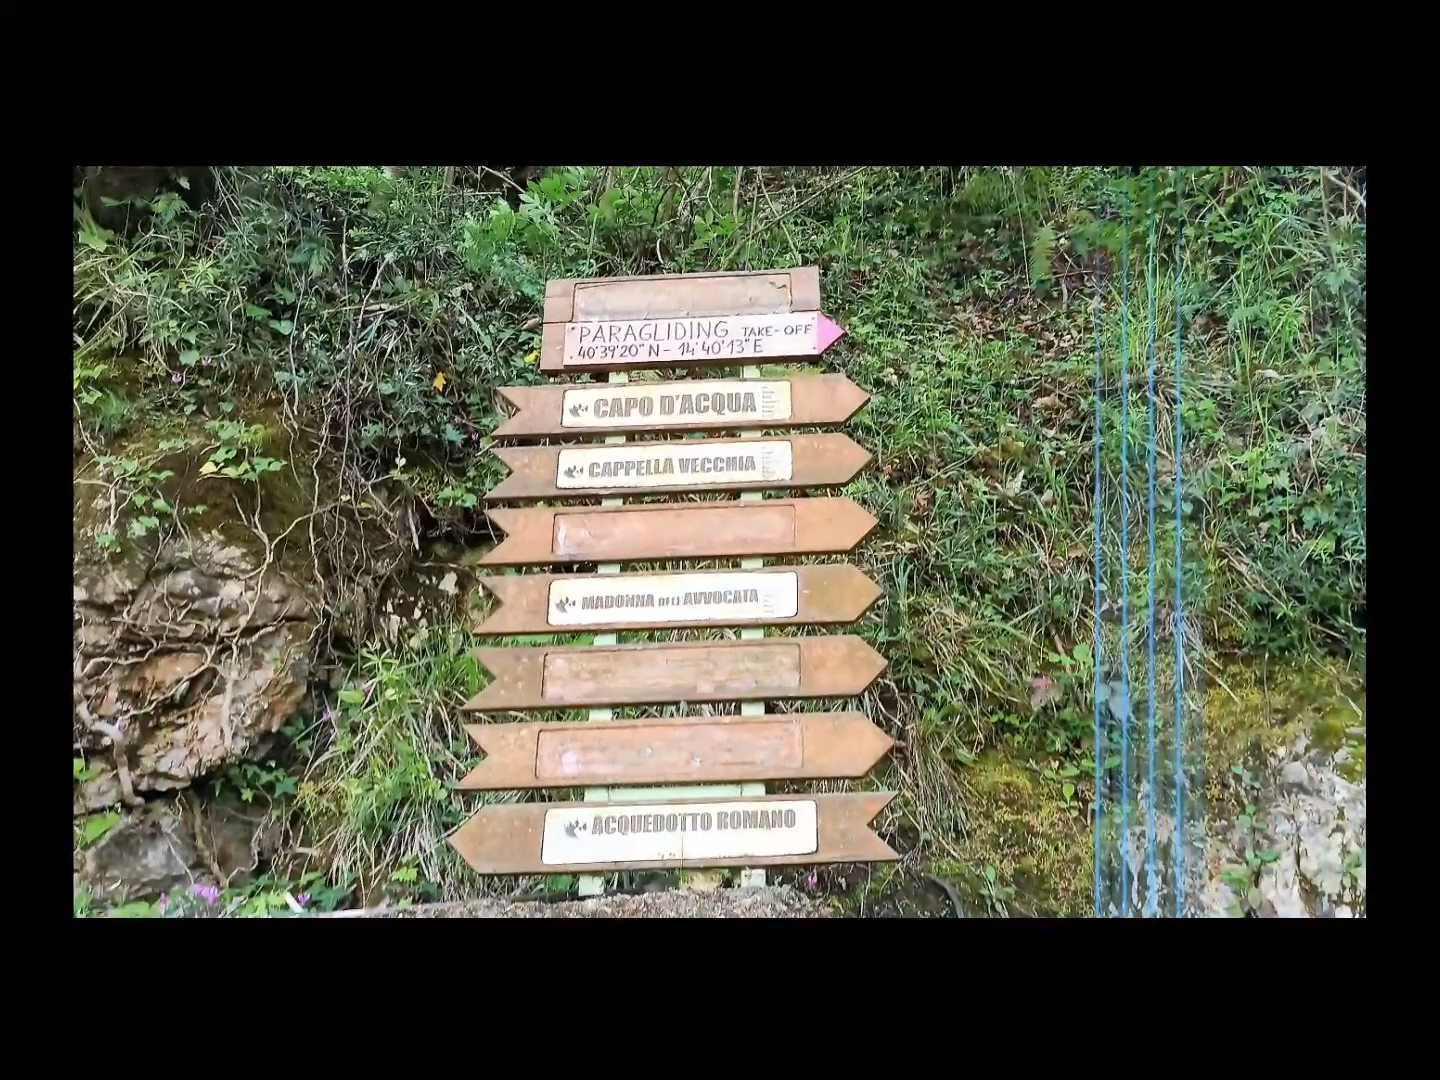 PARAGLIDING TAKE-OFF
40°39'20" N - 14°40'13" E
CAPO D'ACQUA
CAPPELLA VECCHIA
MADONNA DELL'AVVOCATA
ACQUEDOTTO ROMANO